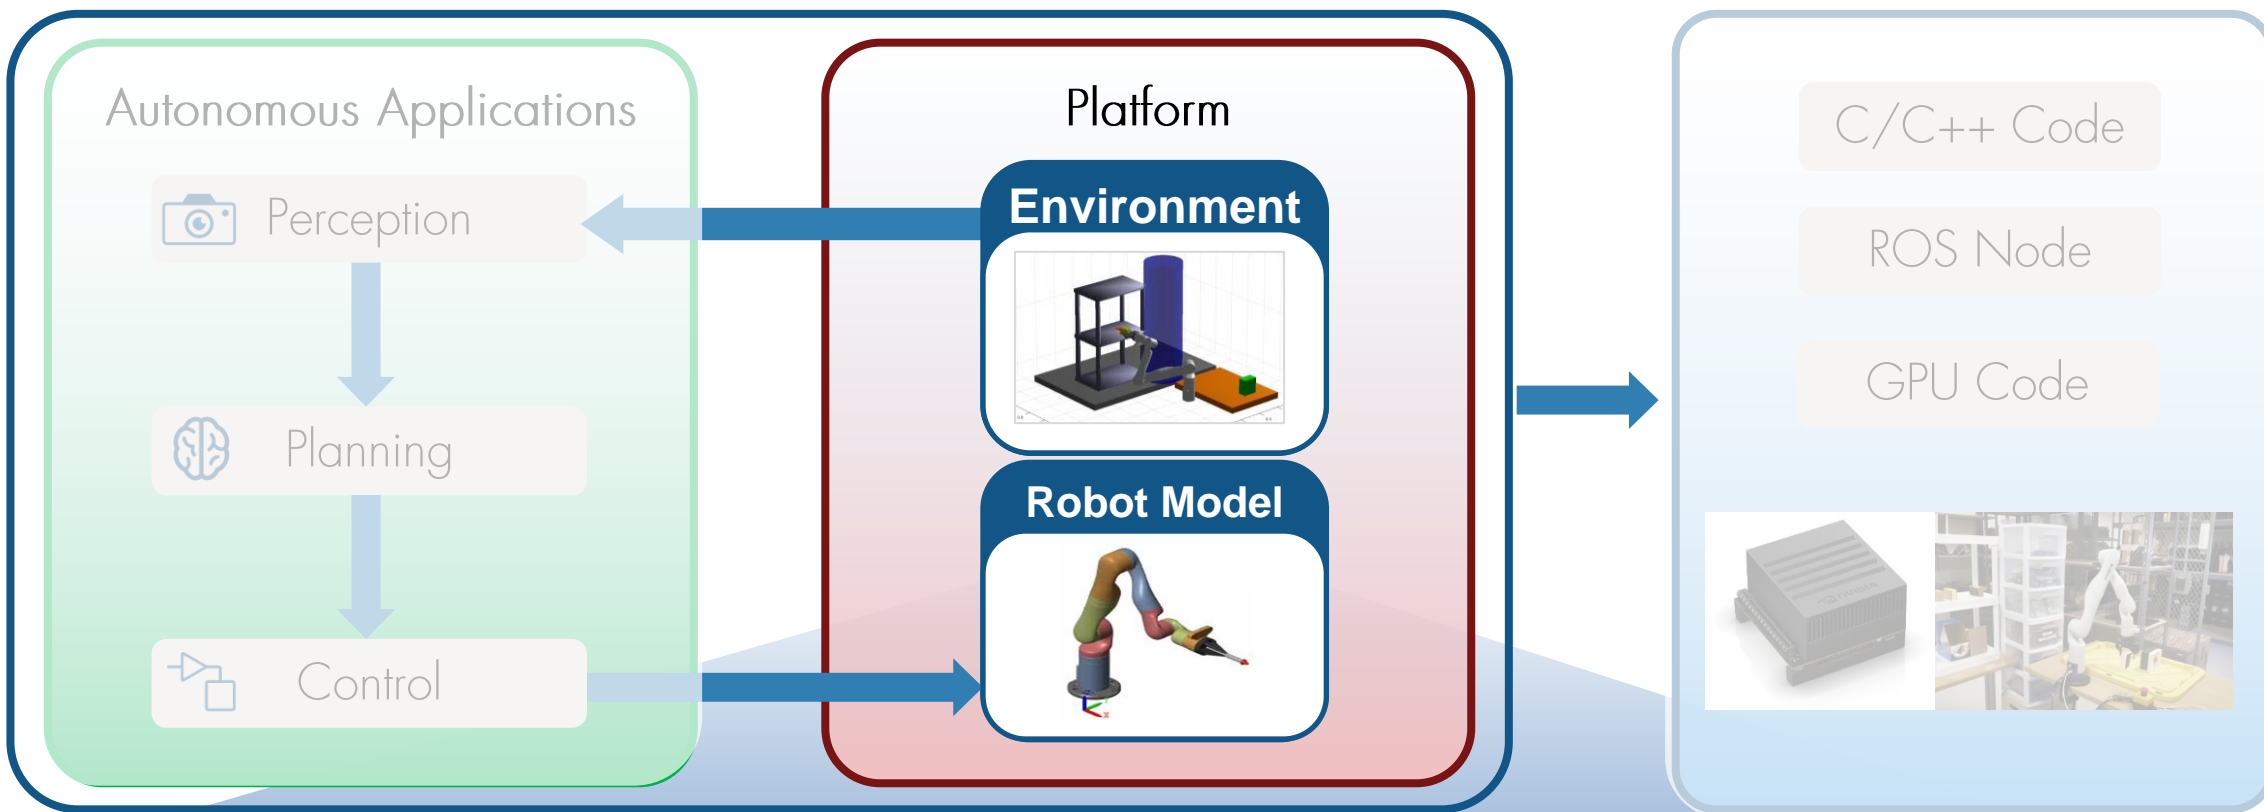 Autonomous Applications
Perception
Planning
Control
Platform
Environment
Robot Model
C/C++ Code
ROS Node
GPU Code